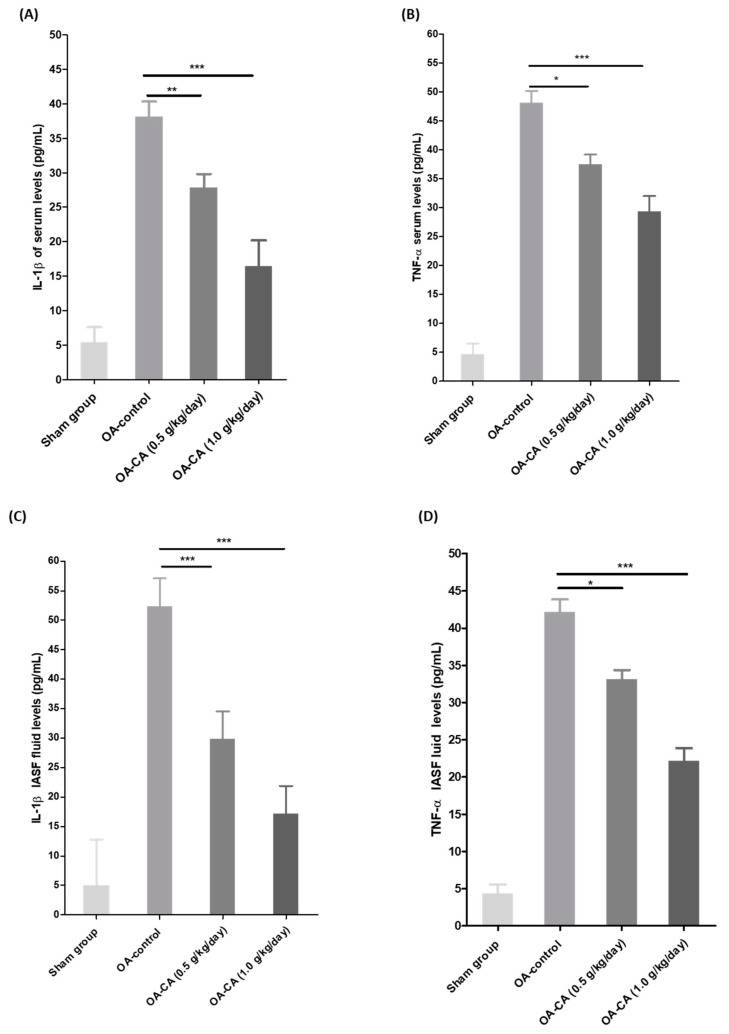 (A)
IL-1β of serum levels (pg/mL)
50
45
40
35
30
25
20
15
10
5
0
***
**
Sham group
OA-control
OA-CA (0.5 g/kg/day)
OA-CA (1.0 g/kg/day)
(B)
TNF-α serum levels (pg/mL)
60
55
50
45
40
35
30
25
20
15
10
5
0
***
*
Sham group
OA-control
OA-CA (0.5 g/kg/day)
OA-CA (1.0 g/kg/day)
(C)
IL-1β IASF fluid levels (pg/mL)
60
55
50
45
40
35
30
25
20
15
10
5
0
***
***
Sham group
OA-control
OA-CA (0.5 g/kg/day)
OA-CA (1.0 g/kg/day)
(D)
TNF-α IASF luid levels (pg/mL)
50
45
40
35
30
25
20
15
10
5
0
***
*
Sham group
OA-control
OA-CA (0.5 g/kg/day)
OA-CA (1.0 g/kg/day)